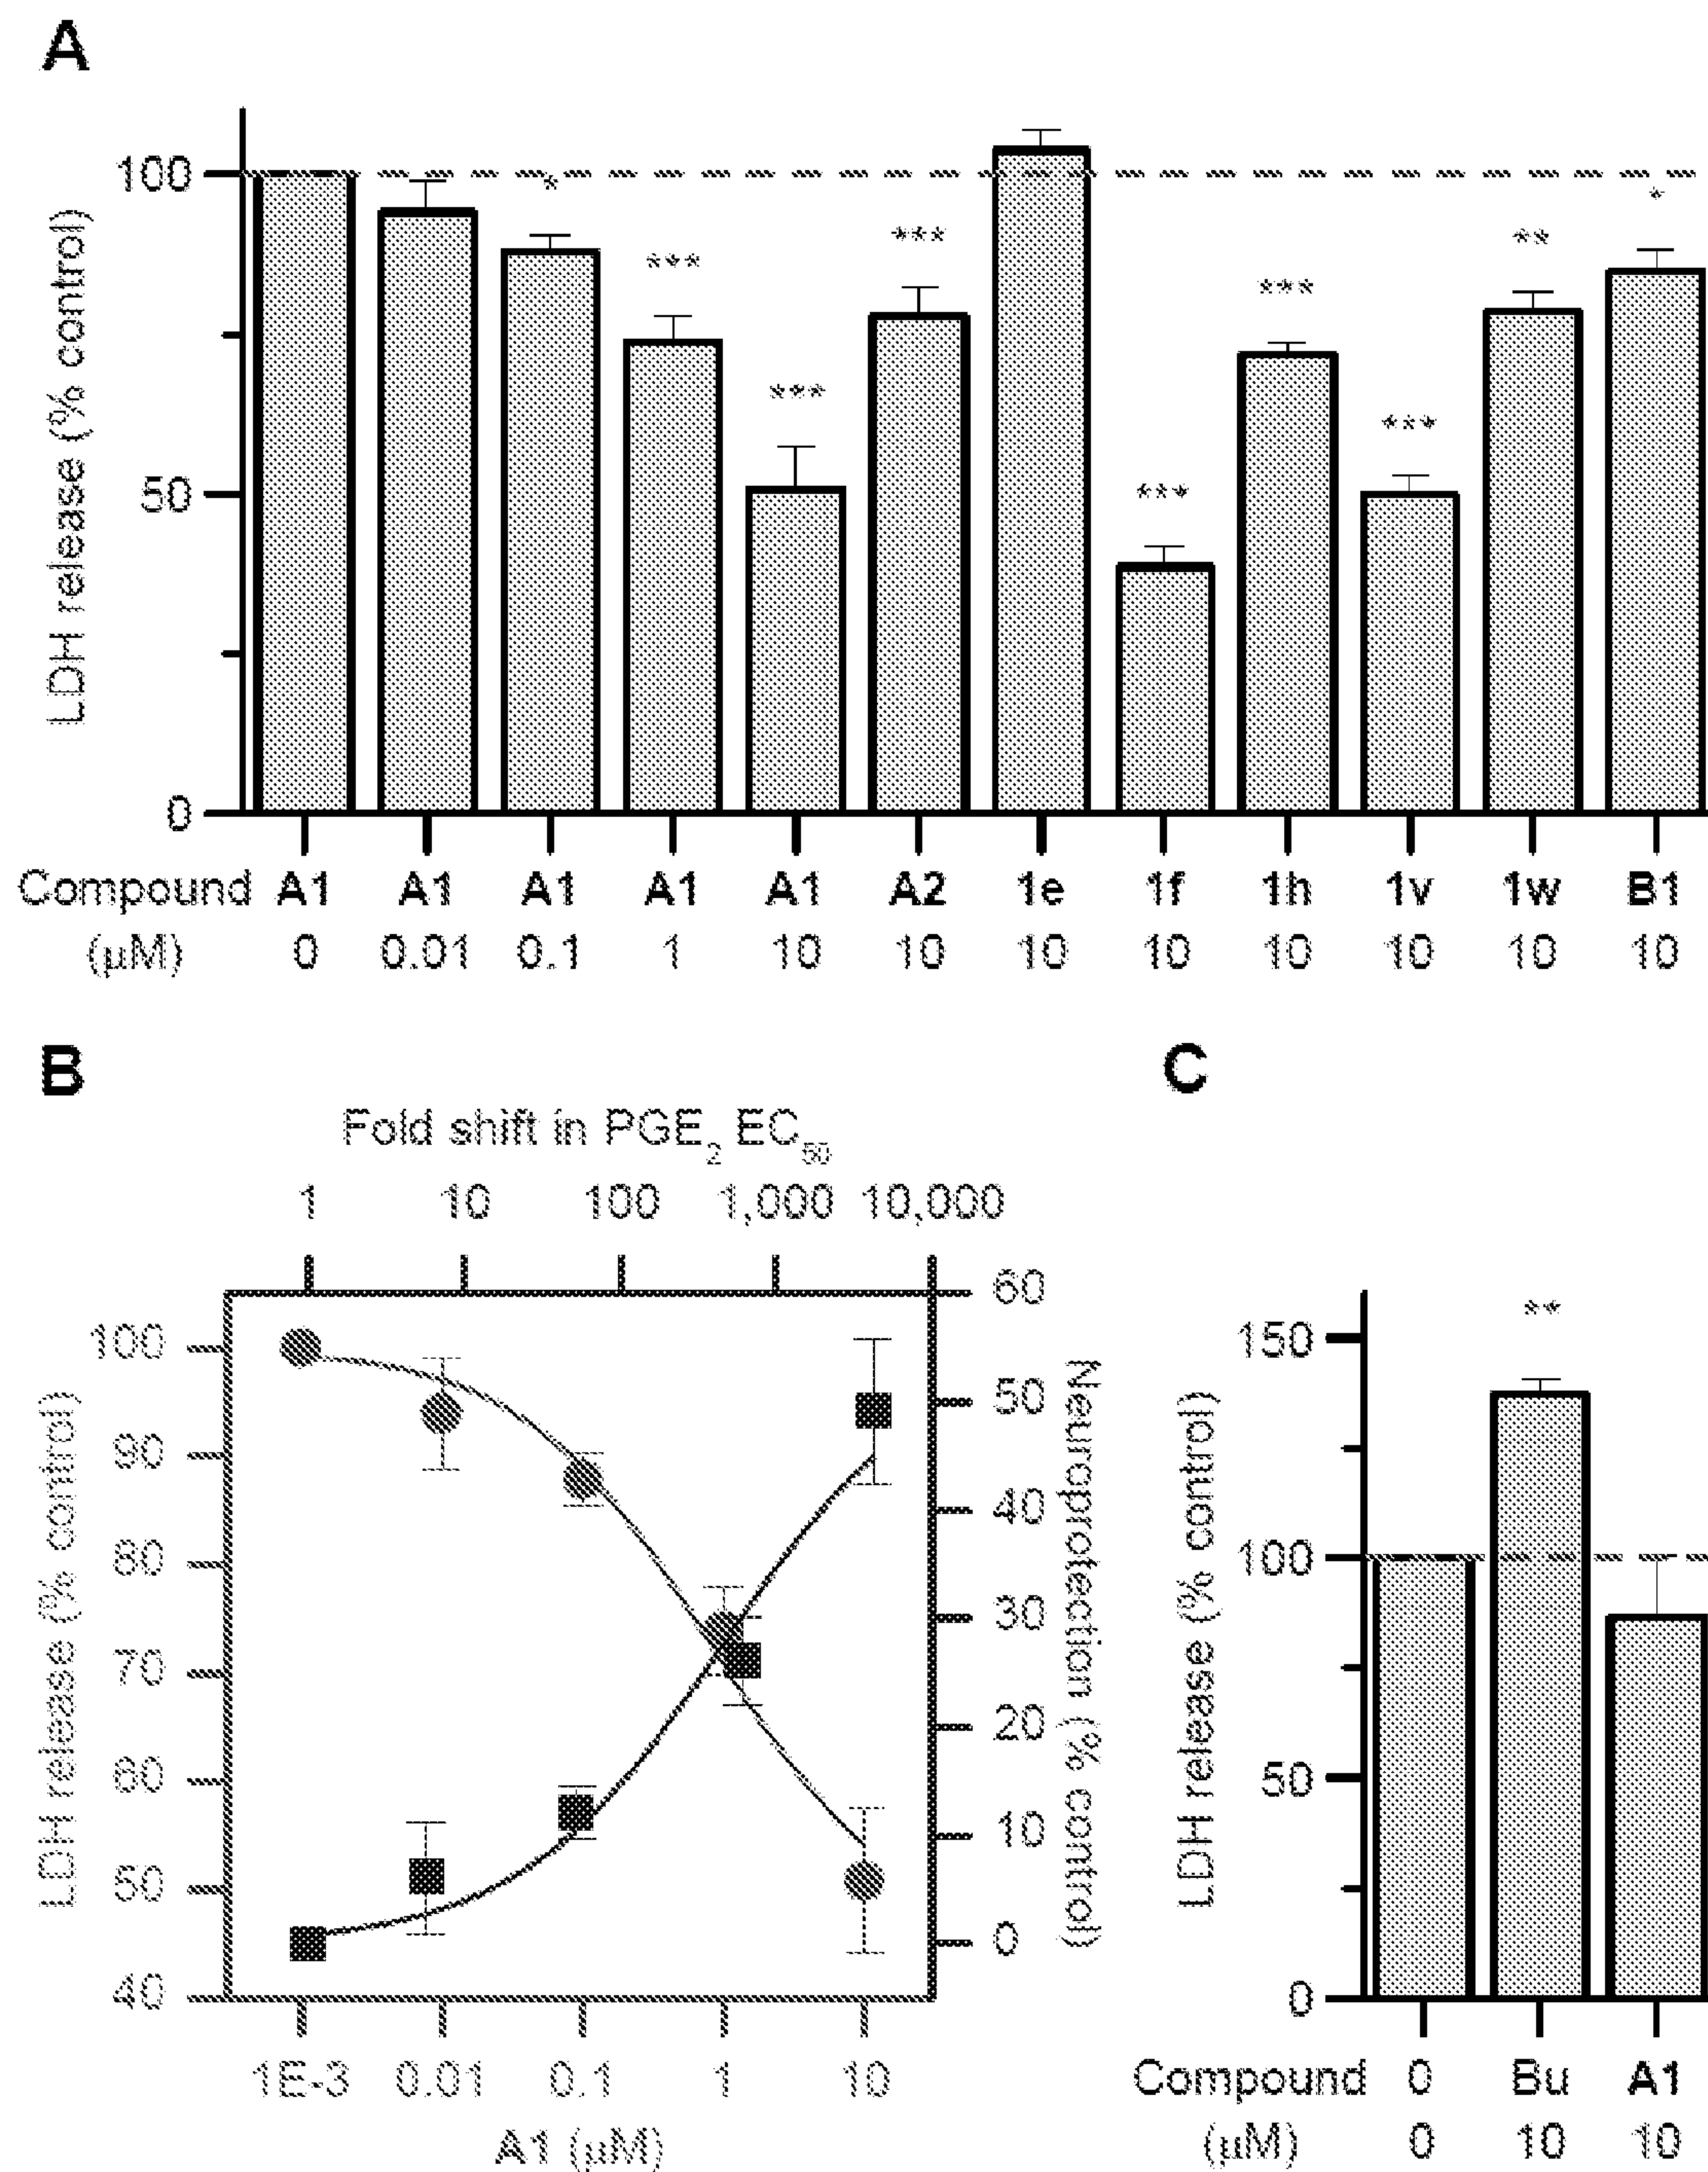 A
LDH release (% control)
100
50
0
* *** *** *** *** *** *** ** *
Compound A1 A1 A1 A1 A1 A2 1e 1f 1h 1v 1w B1
(µM) 0 0.01 0.1 1 10 10 10 10 10 10 10 10
B
Fold shift in PGE2 EC50
1 10 100 1,000 10,000
LDH release (% control)
100
90
80
70
60
50
40
60
50
40
30
20
10
0
Neuroprotection (% control)
1E-3 0.01 0.1 1 10
A1 (µM)
C
LDH release (% control)
150
100
50
0
**
Compound 0 Bu A1
(µM) 0 10 10